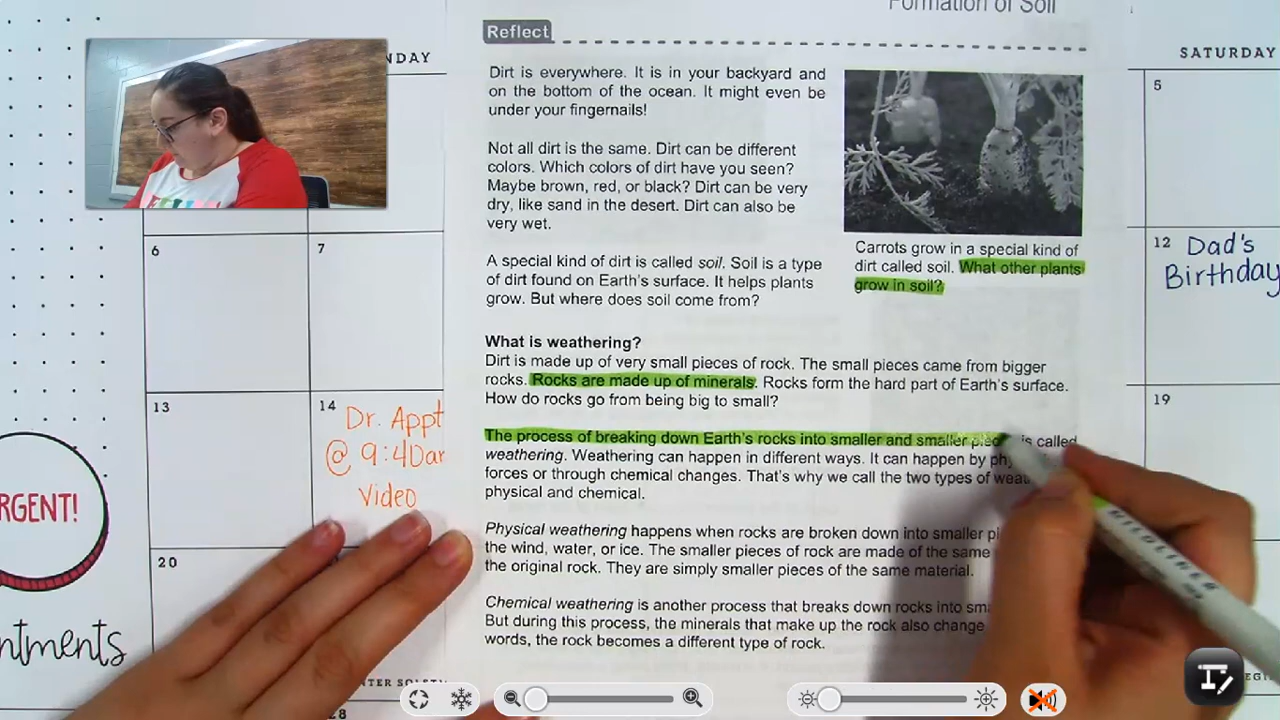 Formation of Soil
Reflect
NDAY
SATURDAY
Dirt is everywhere. It is in your backyard and
on the bottom of the ocean. It might even be
under your fingernails!
Not all dirt is the same. Dirt can be different
colors. Which colors of dirt have you seen?
Maybe brown, red, or black? Dirt can be very
dry, like sand in the desert. Dirt can also be
very wet.
A special kind of dirt is called soil. Soil is a type
of dirt found on Earth's surface. It helps plants
grow. But where does soil come from?
Carrots grow in a special kind of
dirt called soil. What other plants
grow in soil?
What is weathering?
Dirt is made up of very small pieces of rock. The small pieces came from bigger
rocks. Rocks are made up of minerals. Rocks form the hard part of Earth's surface.
How do rocks go from being big to small?
The process of breaking down Earth's rocks into smaller and smaller piec is called
weathering. Weathering can happen in different ways. It can happen by phy
forces or through chemical changes. That's why we call the two types of weat
physical and chemical.
Physical weathering happens when rocks are broken down into smaller pi
the wind, water, or ice. The smaller pieces of rock are made of the same
the original rock. They are simply smaller pieces of the same material.
Chemical weathering is another process that breaks down rocks into sma
But during this process, the minerals that make up the rock also change
words, the rock becomes a different type of rock.
5
6
7
12 Dad's
Birthday
13
14 Dr. Appt
@ 9:40am
Video
19
20
RGENT!
ntments
NTER SOLST
28